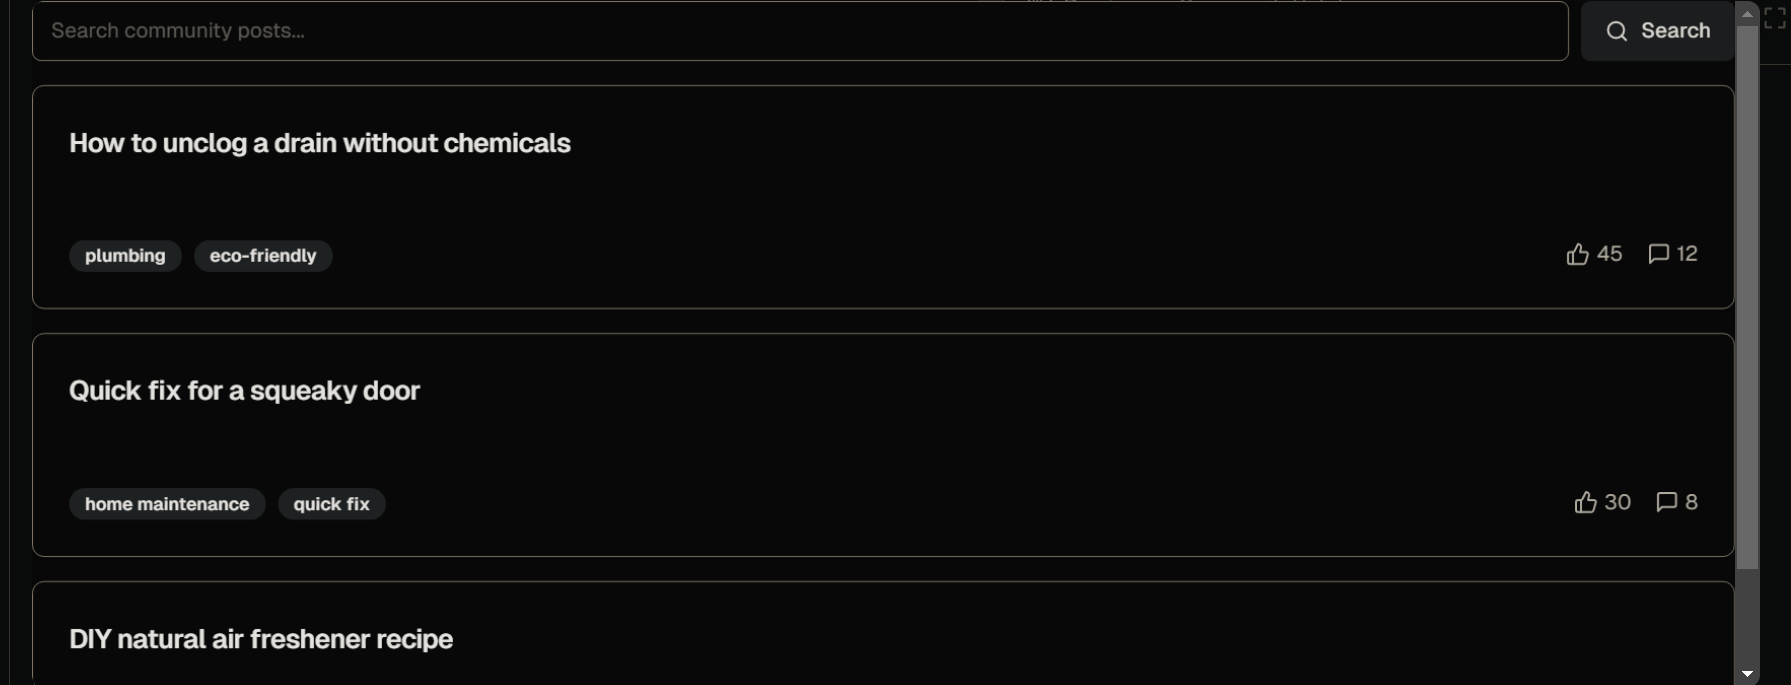 Search community posts...
Search
How to unclog a drain without chemicals
plumbing
eco-friendly
45
12
Quick fix for a squeaky door
home maintenance
quick fix
30
8
DIY natural air freshener recipe